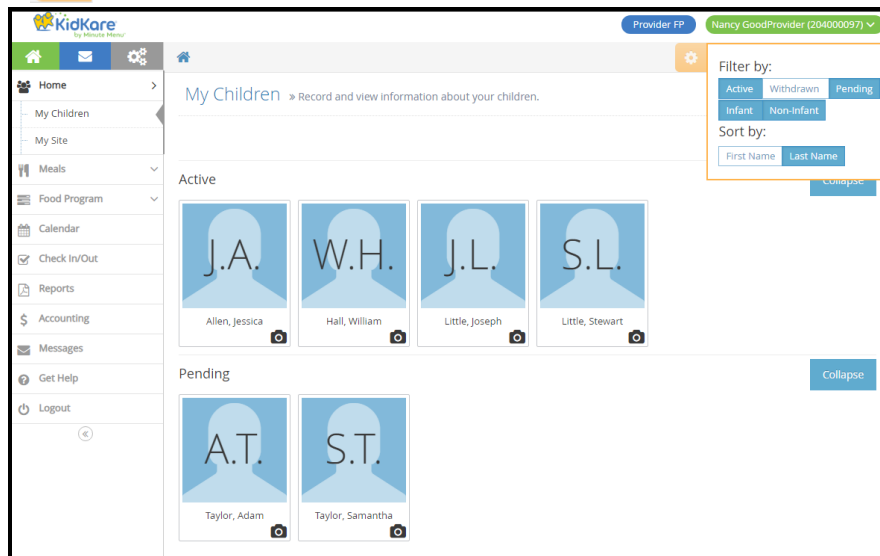 KidKare
by Minute Menu
Provider FP
Nancy GoodProvider (204000097)
Home
My Children
My Site
Meals
Food Program
Calendar
Check In/Out
Reports
Accounting
Messages
Get Help
Logout
My Children » Record and view information about your children.
Filter by:
Active Withdrawn Pending
Infant Non-Infant
Sort by:
First Name Last Name
Active
Collapse
J.A. W.H. J.L. S.L.
Allen, Jessica Hall, William Little, Joseph Little, Stewart
Pending
Collapse
A.T. S.T.
Taylor, Adam Taylor, Samantha